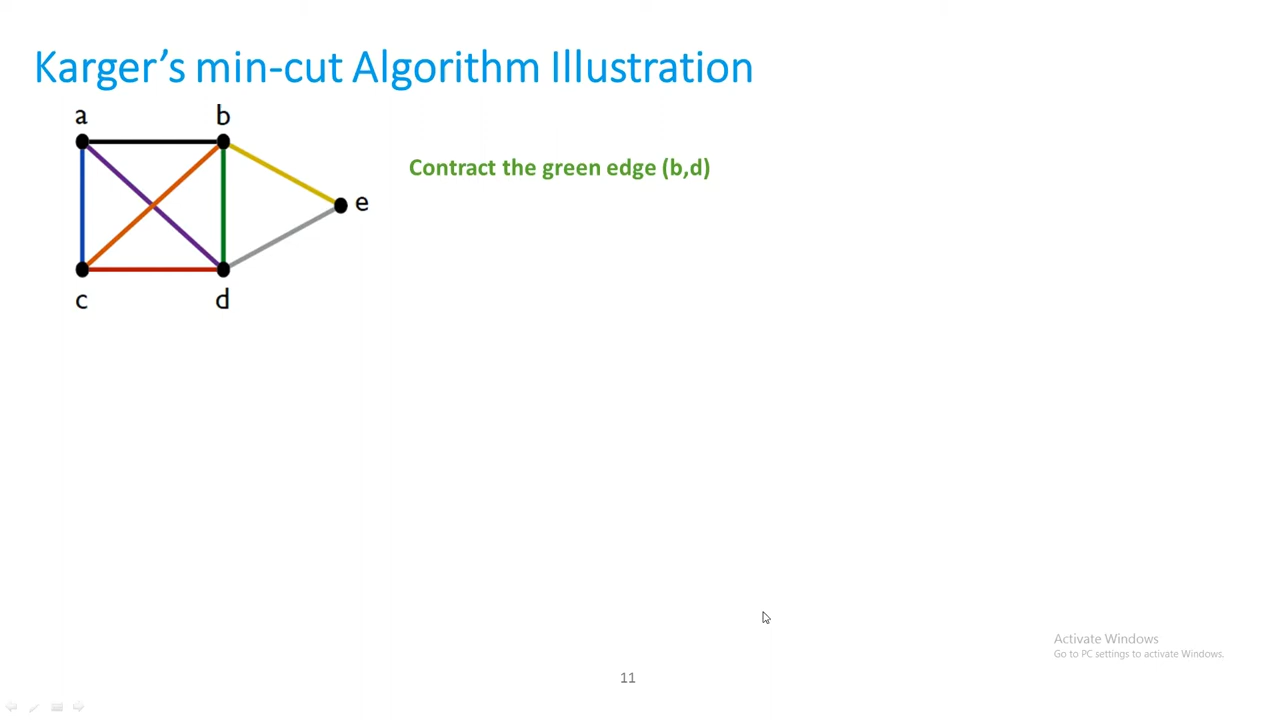 Karger's min-cut Algorithm Illustration
a
b
Contract the green edge (b,d)
e
c
d
Activate Windows
Go to PC settings to activate Windows.
11